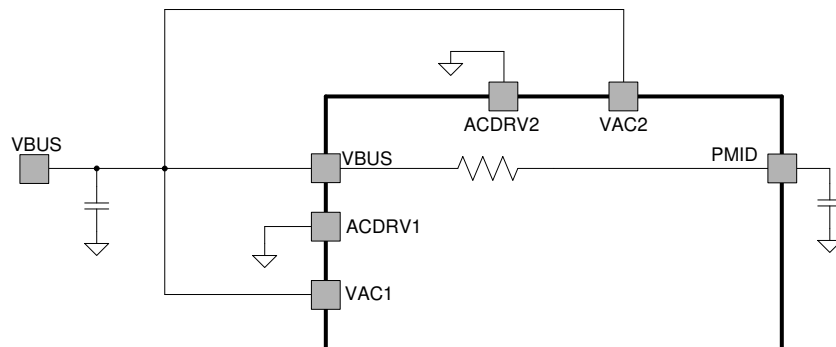 ACDRV2
VAC2
VBUS
VBUS
PMID
ACDRV1
VAC1